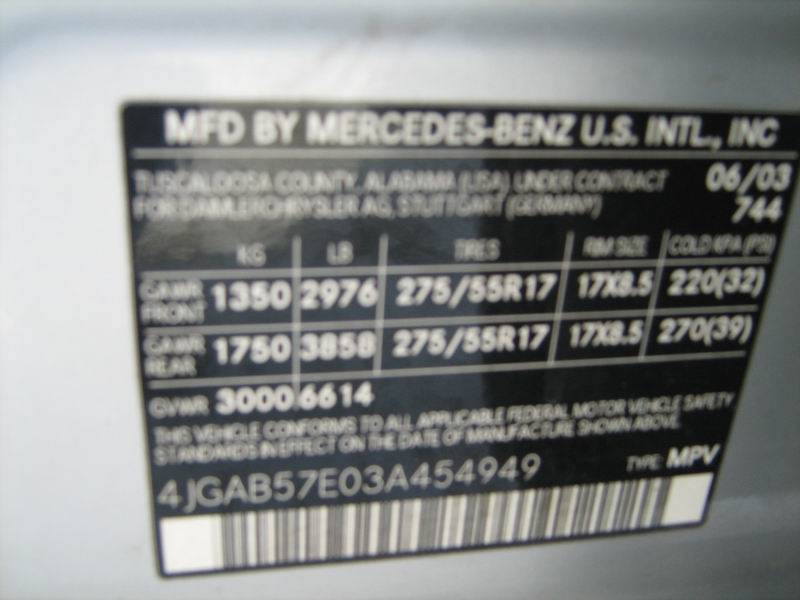 MFD BY MERCEDES-BENZ U.S. INTL., INC
TUSCALOOSA COUNTY, ALABAMA (USA) UNDER CONTRACT 06/03
FOR DAIMLERCHRYSLER AG, STUTTGART (GERMANY) 744
KG LB TIRES RIM SIZE COLD KPA (PSI)
GAWR FRONT 1350 2976 275/55R17 17X8.5 220(32)
GAWR REAR 1750 3858 275/55R17 17X8.5 270(39)
GVWR 3000 6614
THIS VEHICLE CONFORMS TO ALL APPLICABLE FEDERAL MOTOR VEHICLE SAFETY
STANDARDS IN EFFECT ON THE DATE OF MANUFACTURE SHOWN ABOVE.
4JGAB57E03A454949 TYPE: MPV